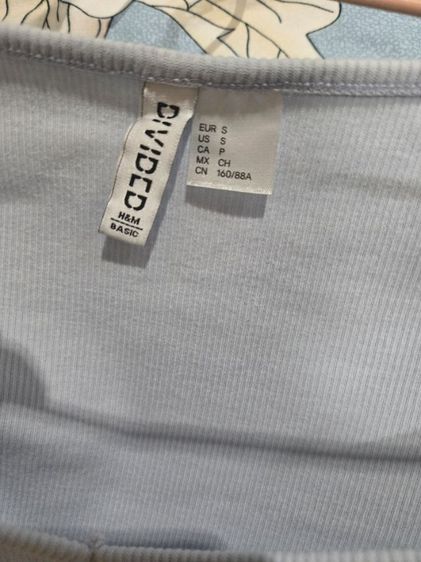 DIVIDED
H&M
BASIC
EUR S
US S
CA P
MX CH
CN 160/88A